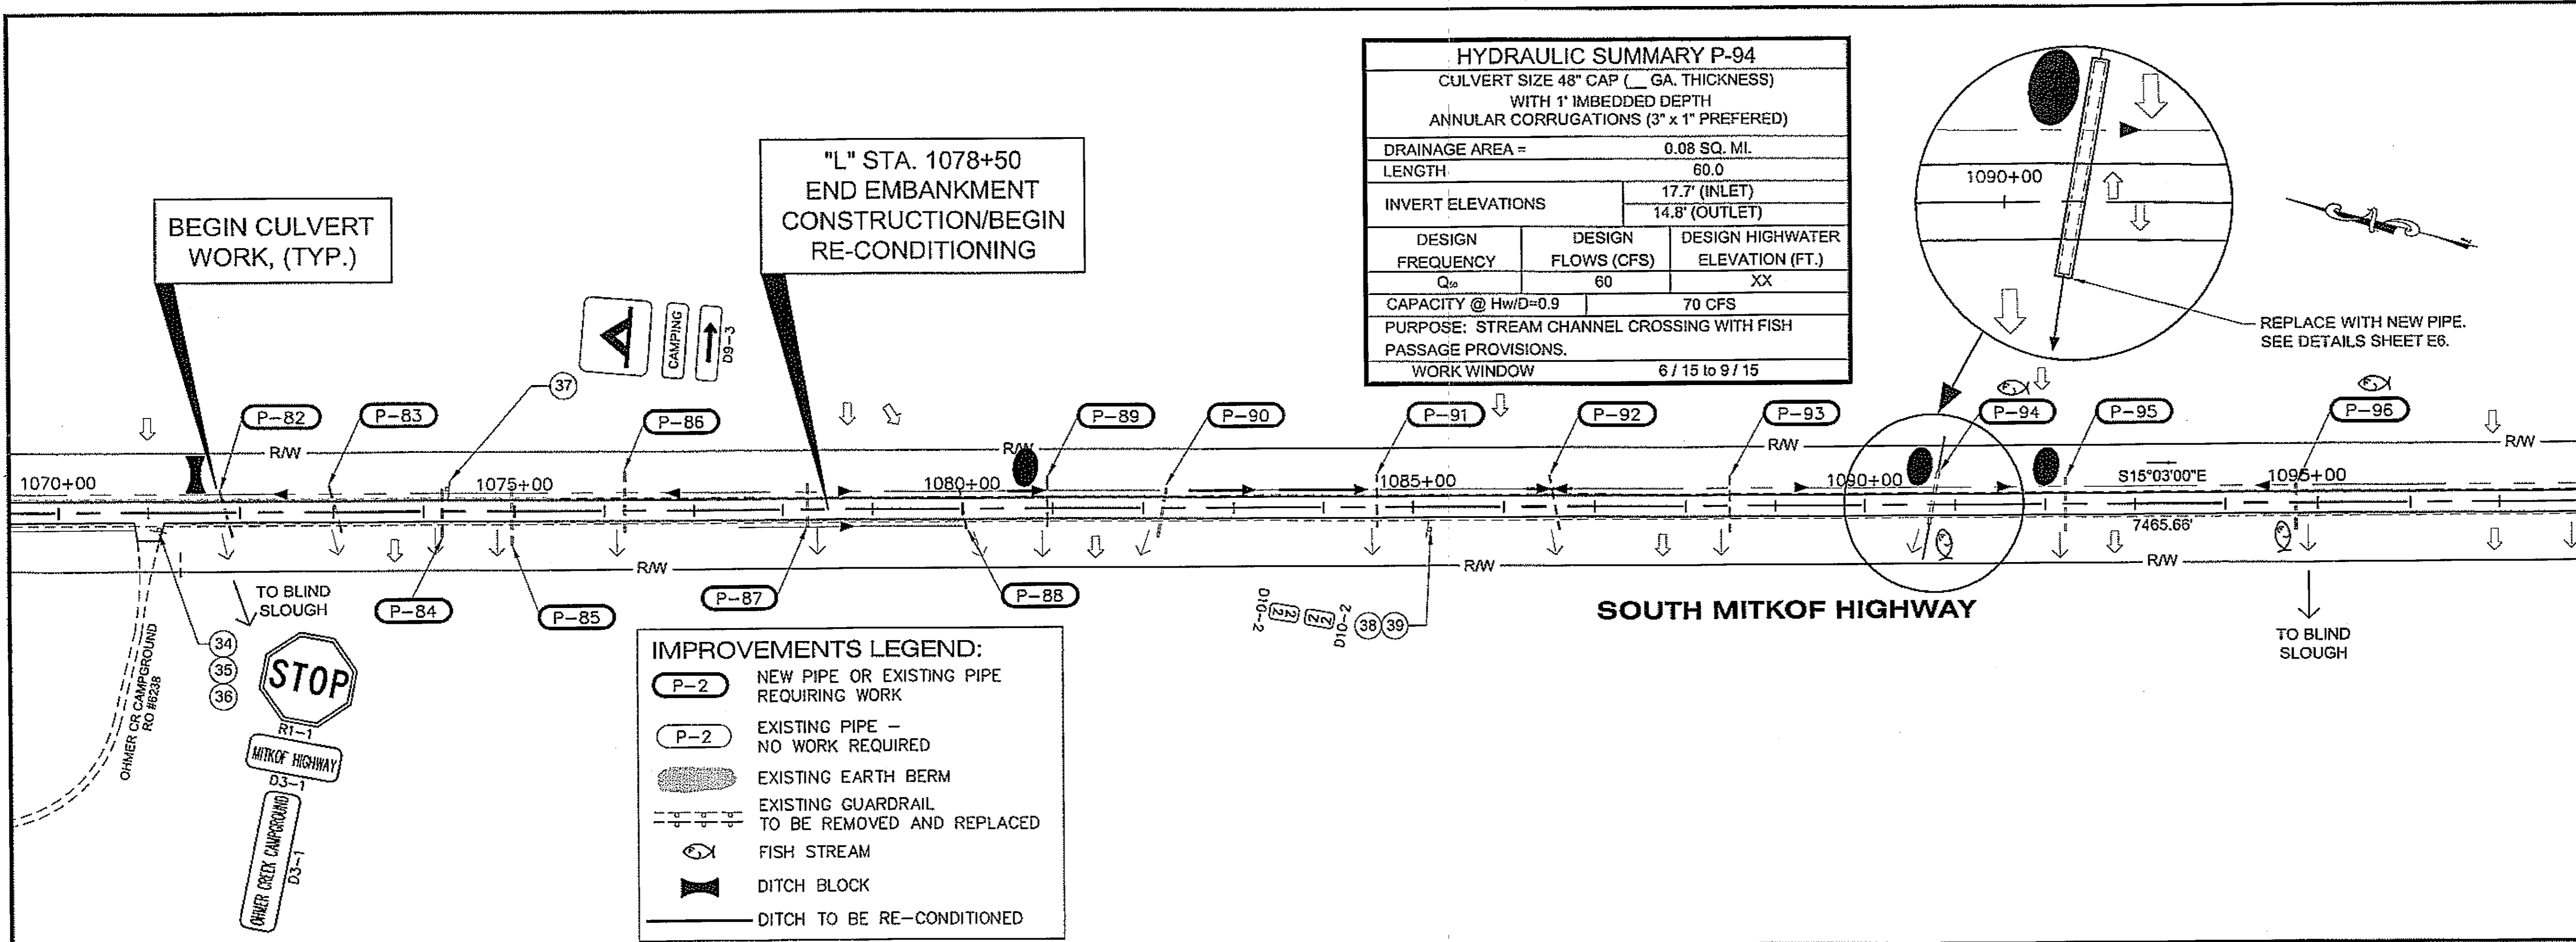 HYDRAULIC SUMMARY P-94
CULVERT SIZE 48" CAP (__ GA. THICKNESS)
WITH 1' IMBEDDED DEPTH
ANNULAR CORRUGATIONS (3" x 1" PREFERED)
DRAINAGE AREA = 0.08 SQ. MI.
LENGTH 60.0
INVERT ELEVATIONS 17.7' (INLET)
14.8' (OUTLET)
DESIGN FREQUENCY
DESIGN FLOWS (CFS)
DESIGN HIGHWATER ELEVATION (FT.)
Q50 60 XX
CAPACITY @ Hw/D=0.9 70 CFS
PURPOSE: STREAM CHANNEL CROSSING WITH FISH
PASSAGE PROVISIONS.
WORK WINDOW 6 / 15 to 9 / 15
1090+00
REPLACE WITH NEW PIPE.
SEE DETAILS SHEET E6.
"L" STA. 1078+50
END EMBANKMENT
CONSTRUCTION/BEGIN
RE-CONDITIONING
BEGIN CULVERT
WORK, (TYP.)
CAMPING
D9-3
37
P-82
P-83
P-86
P-89
P-90
P-91
P-92
P-93
P-94
P-95
P-96
R/W
R/W
R/W
R/W
1070+00
1075+00
1080+00
1085+00
1090+00
S15°03'00"E
1095+00
7465.66'
R/W
R/W
R/W
TO BLIND
SLOUGH
P-84
P-85
P-87
P-88
D10-2
22
22
D10-2
38
39
SOUTH MITKOF HIGHWAY
TO BLIND
SLOUGH
OHMER CR CAMPGROUND
RO #6238
34
35
36
STOP
R1-1
MITKOF HIGHWAY
D3-1
OHMER CREEK CAMPGROUND
D3-1
IMPROVEMENTS LEGEND:
P-2 NEW PIPE OR EXISTING PIPE
REQUIRING WORK
P-2 EXISTING PIPE –
NO WORK REQUIRED
EXISTING EARTH BERM
EXISTING GUARDRAIL
TO BE REMOVED AND REPLACED
FISH STREAM
DITCH BLOCK
DITCH TO BE RE-CONDITIONED